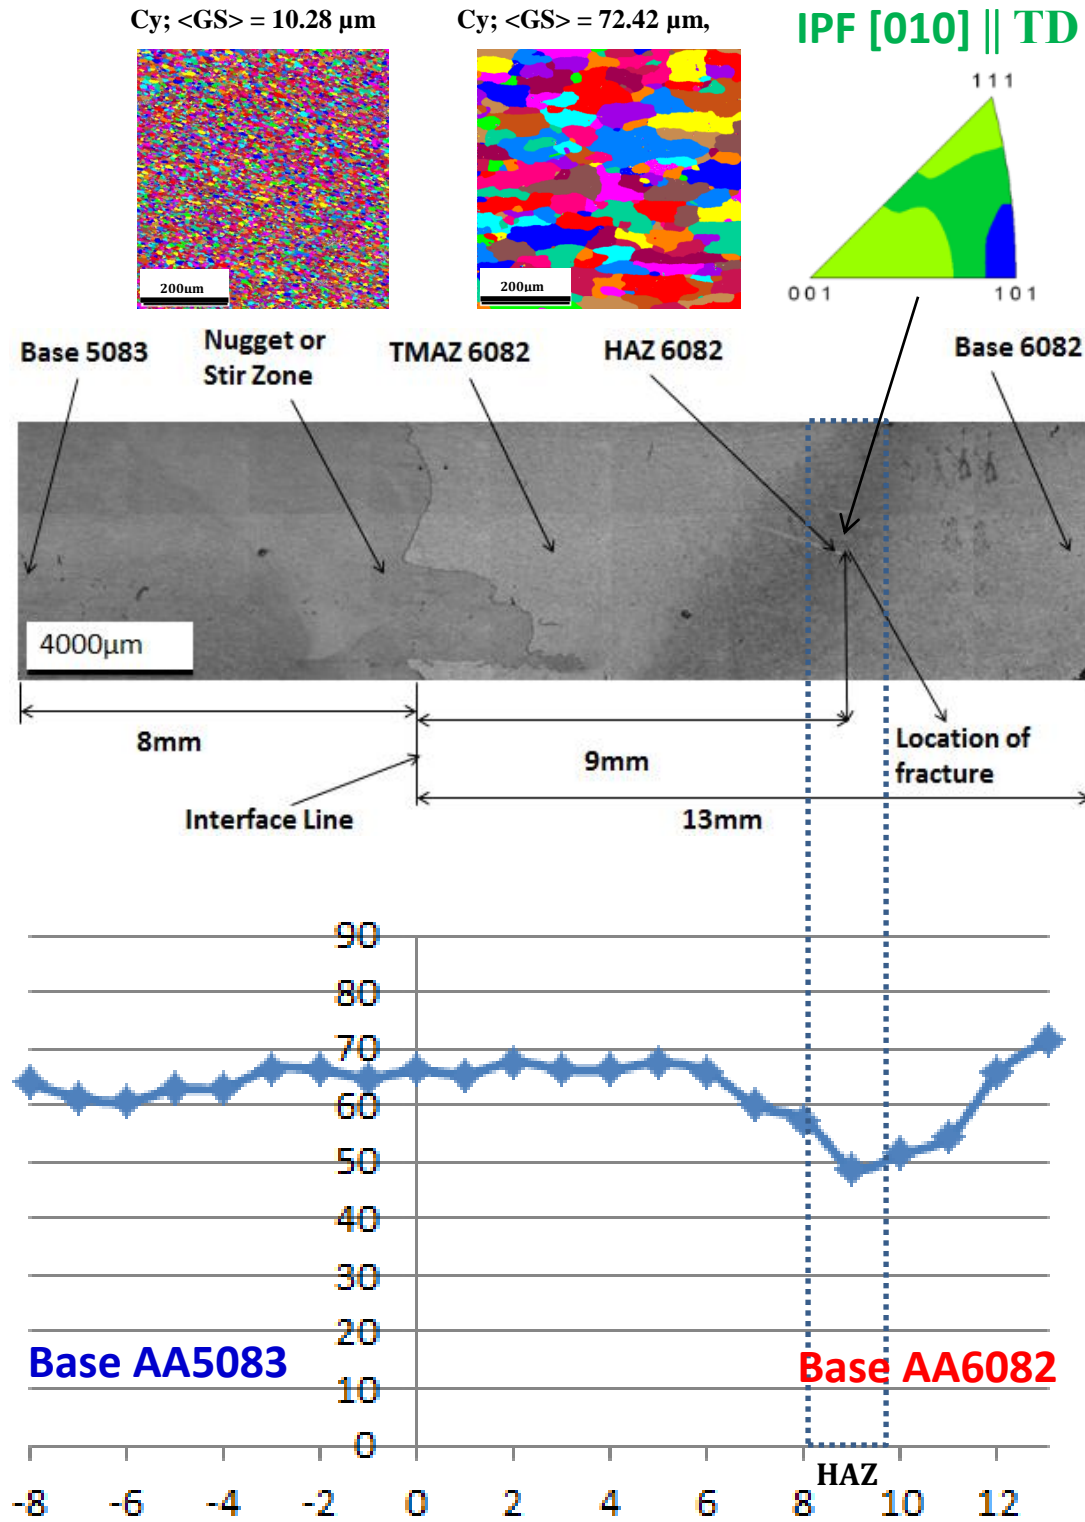 Cy; <GS> = 10.28 µm
Cy; <GS> = 72.42 µm,
IPF [010] || TD
111
001
101
200µm
200µm
Base 5083
Nugget or
Stir Zone
TMAZ 6082
HAZ 6082
Base 6082
4000µm
8mm
9mm
Location of
fracture
Interface Line
13mm
90
80
70
60
50
40
30
20
10
0
Base AA5083
Base AA6082
HAZ
-8 -6 -4 -2 0 2 4 6 8 10 12